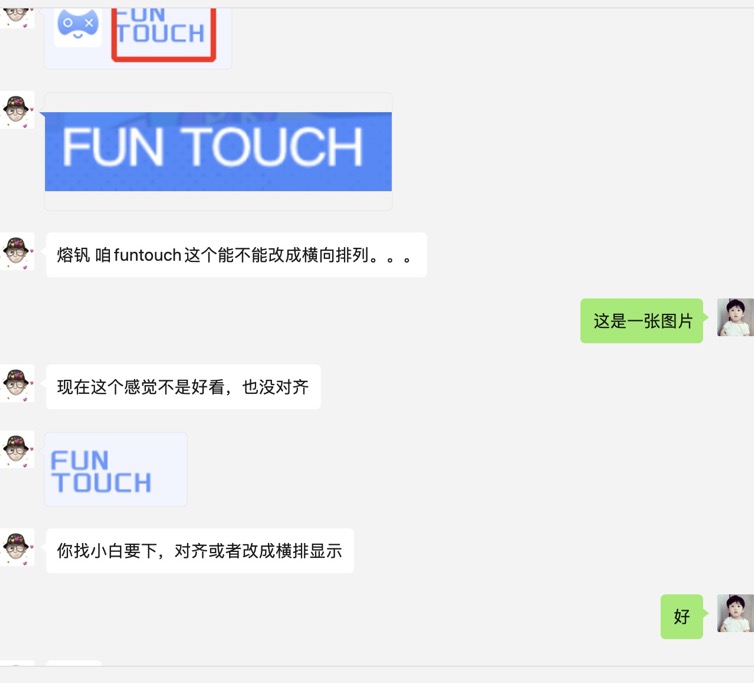 FUN
TOUCH
FUN TOUCH
熔钒 咱funtouch这个能不能改成横向排列。。。
这是一张图片
现在这个感觉不是好看，也没对齐
FUN
TOUCH
你找小白要下，对齐或者改成横排显示
好